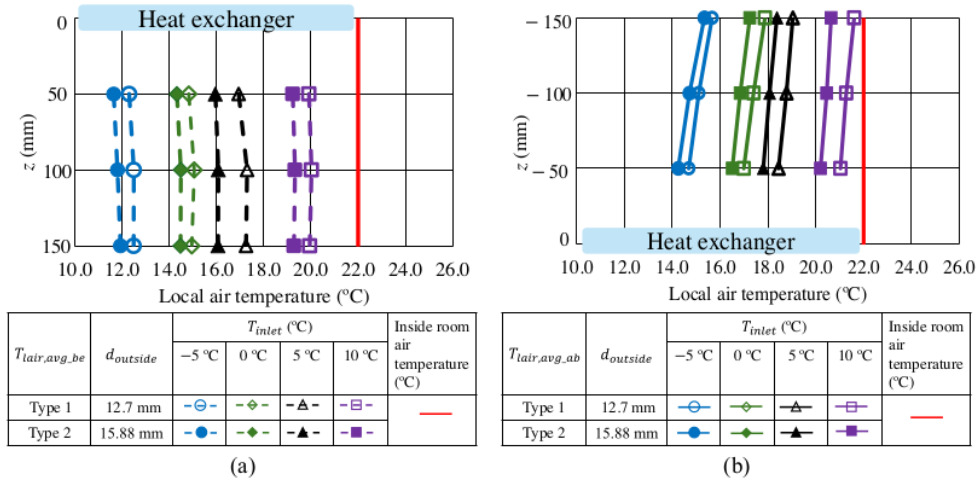 Heat exchanger
0
50
100
150
z (mm)
10.0 12.0 14.0 16.0 18.0 20.0 22.0 24.0 26.0
Local air temperature (°C)
T_lair,avg_be d_outside T_inlet (°C) Inside room air temperature (°C)
−5 °C 0 °C 5 °C 10 °C
Type 1 12.7 mm
Type 2 15.88 mm
(a)
− 150
− 100
− 50
0
z (mm)
Heat exchanger
10.0 12.0 14.0 16.0 18.0 20.0 22.0 24.0 26.0
Local air temperature (°C)
T_lair,avg_ab d_outside T_inlet (°C) Inside room air temperature (°C)
−5 °C 0 °C 5 °C 10 °C
Type 1 12.7 mm
Type 2 15.88 mm
(b)